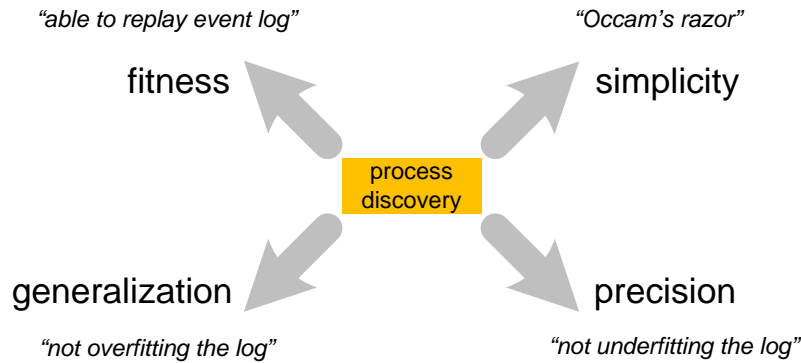 “able to replay event log”
“Occam’s razor”
fitness
simplicity
process
discovery
generalization
precision
“not overfitting the log”
“not underfitting the log”